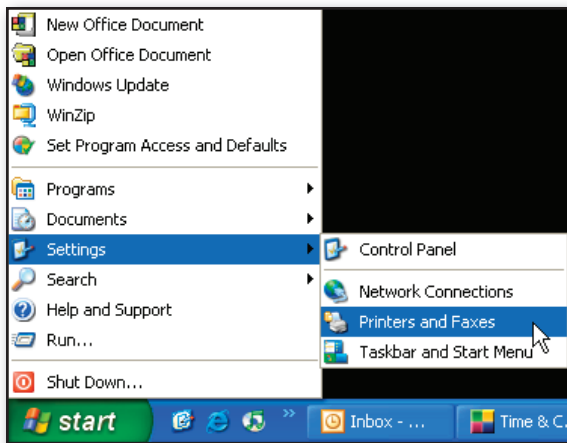 New Office Document
Open Office Document
Windows Update
WinZip
Set Program Access and Defaults
Programs
Documents
Settings
Search
Help and Support
Run...
Shut Down...
Control Panel
Network Connections
Printers and Faxes
Taskbar and Start Menu
start
Inbox - ...
Time & C.